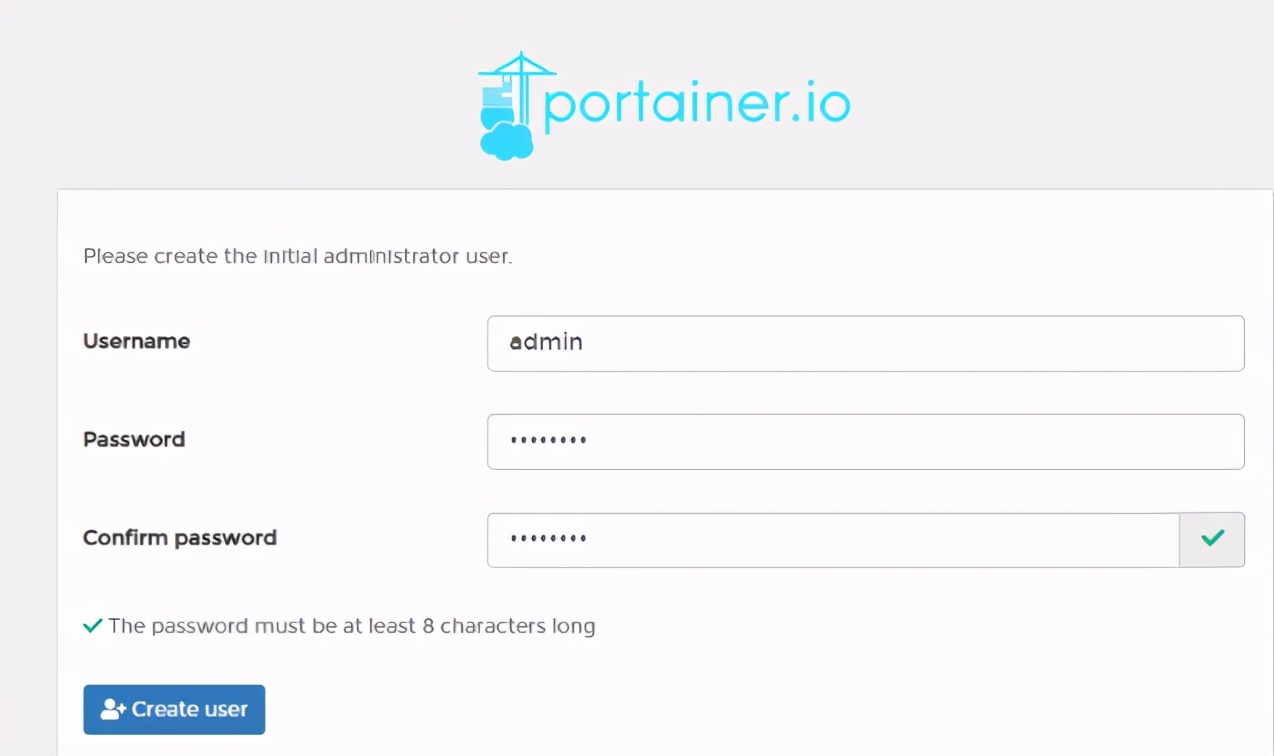 portainer.io
Please create the initial administrator user.
Username
admin
Password
••••••••
Confirm password
••••••••
The password must be at least 8 characters long
Create user